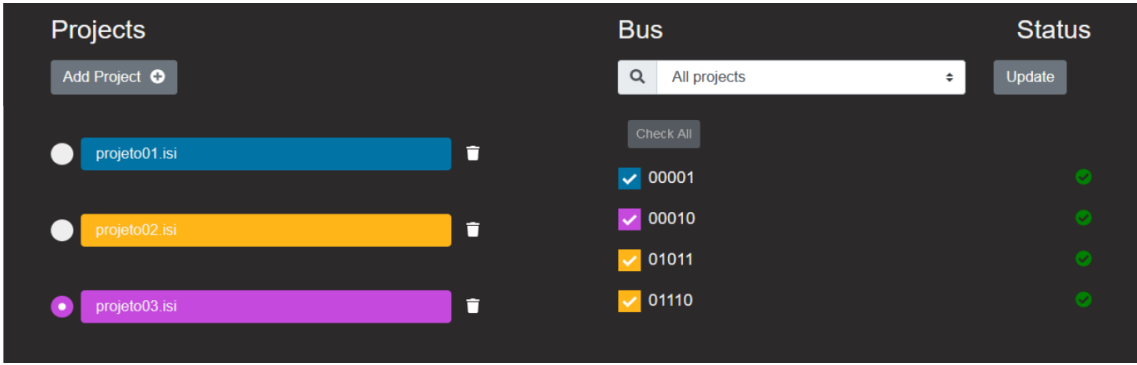 Projects
Add Project
projeto01.isi
projeto02.isi
projeto03.isi
Bus
All projects
Check All
00001
00010
01011
01110
Status
Update